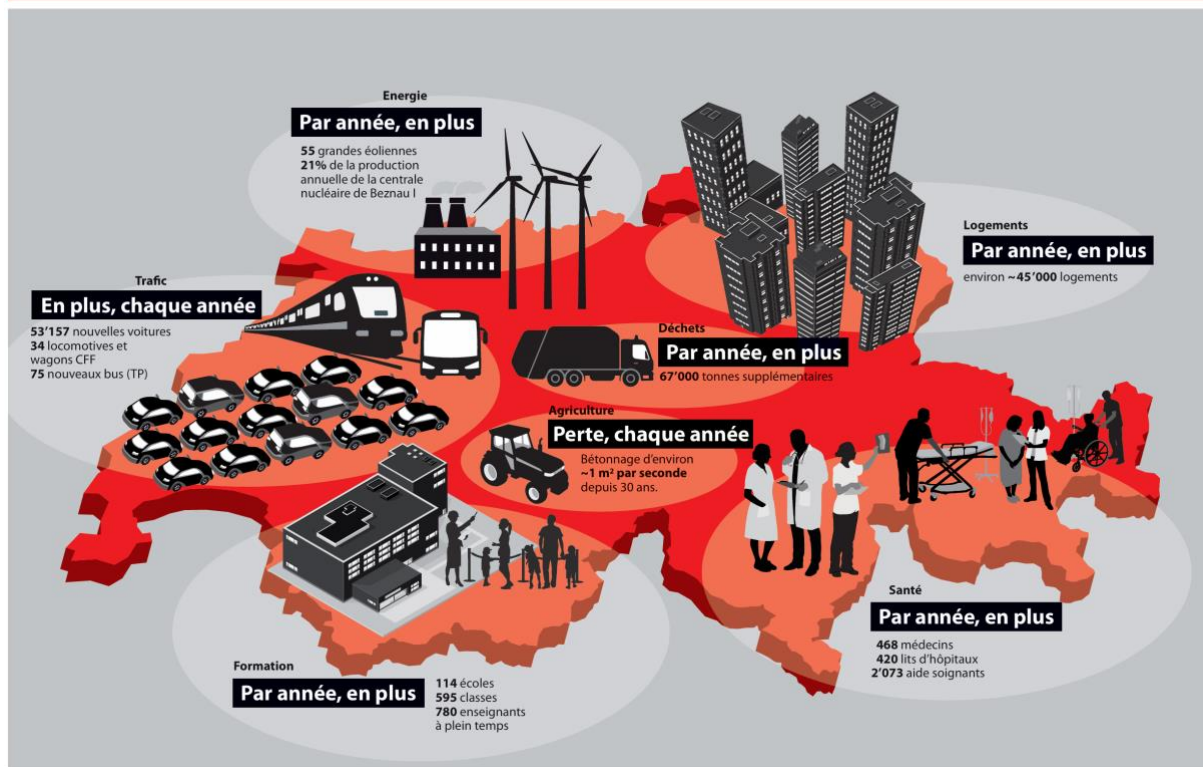 Energie
Par année, en plus
55 grandes éoliennes
21% de la production
annuelle de la centrale
nucléaire de Beznau I
Logements
Par année, en plus
environ ~45'000 logements
Trafic
En plus, chaque année
53'157 nouvelles voitures
34 locomotives et
wagons CFF
75 nouveaux bus (TP)
Déchets
Par année, en plus
67'000 tonnes supplémentaires
Agriculture
Perte, chaque année
Bétonnage d'environ
~1 m² par seconde
depuis 30 ans.
Santé
Par année, en plus
468 médecins
420 lits d'hôpitaux
2'073 aide soignants
Formation
Par année, en plus
114 écoles
595 classes
780 enseignants
à plein temps